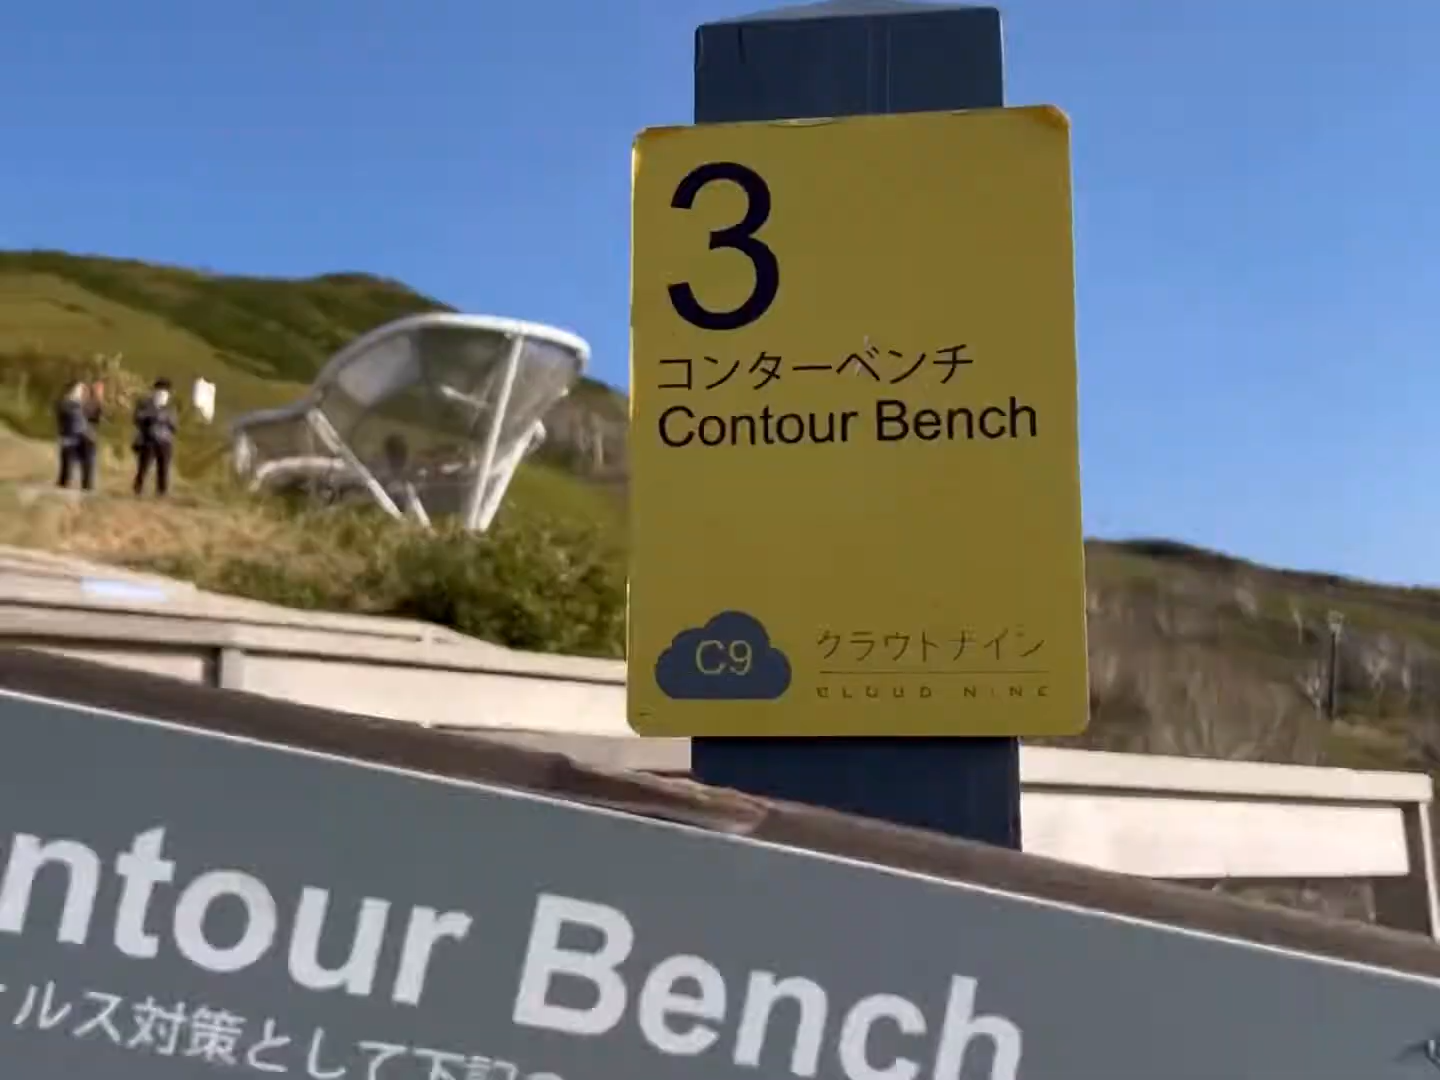 3
コンターベンチ
Contour Bench
C9
クラウトナイン
CLOUD NINE
ntour Bench
ルス対策として下記